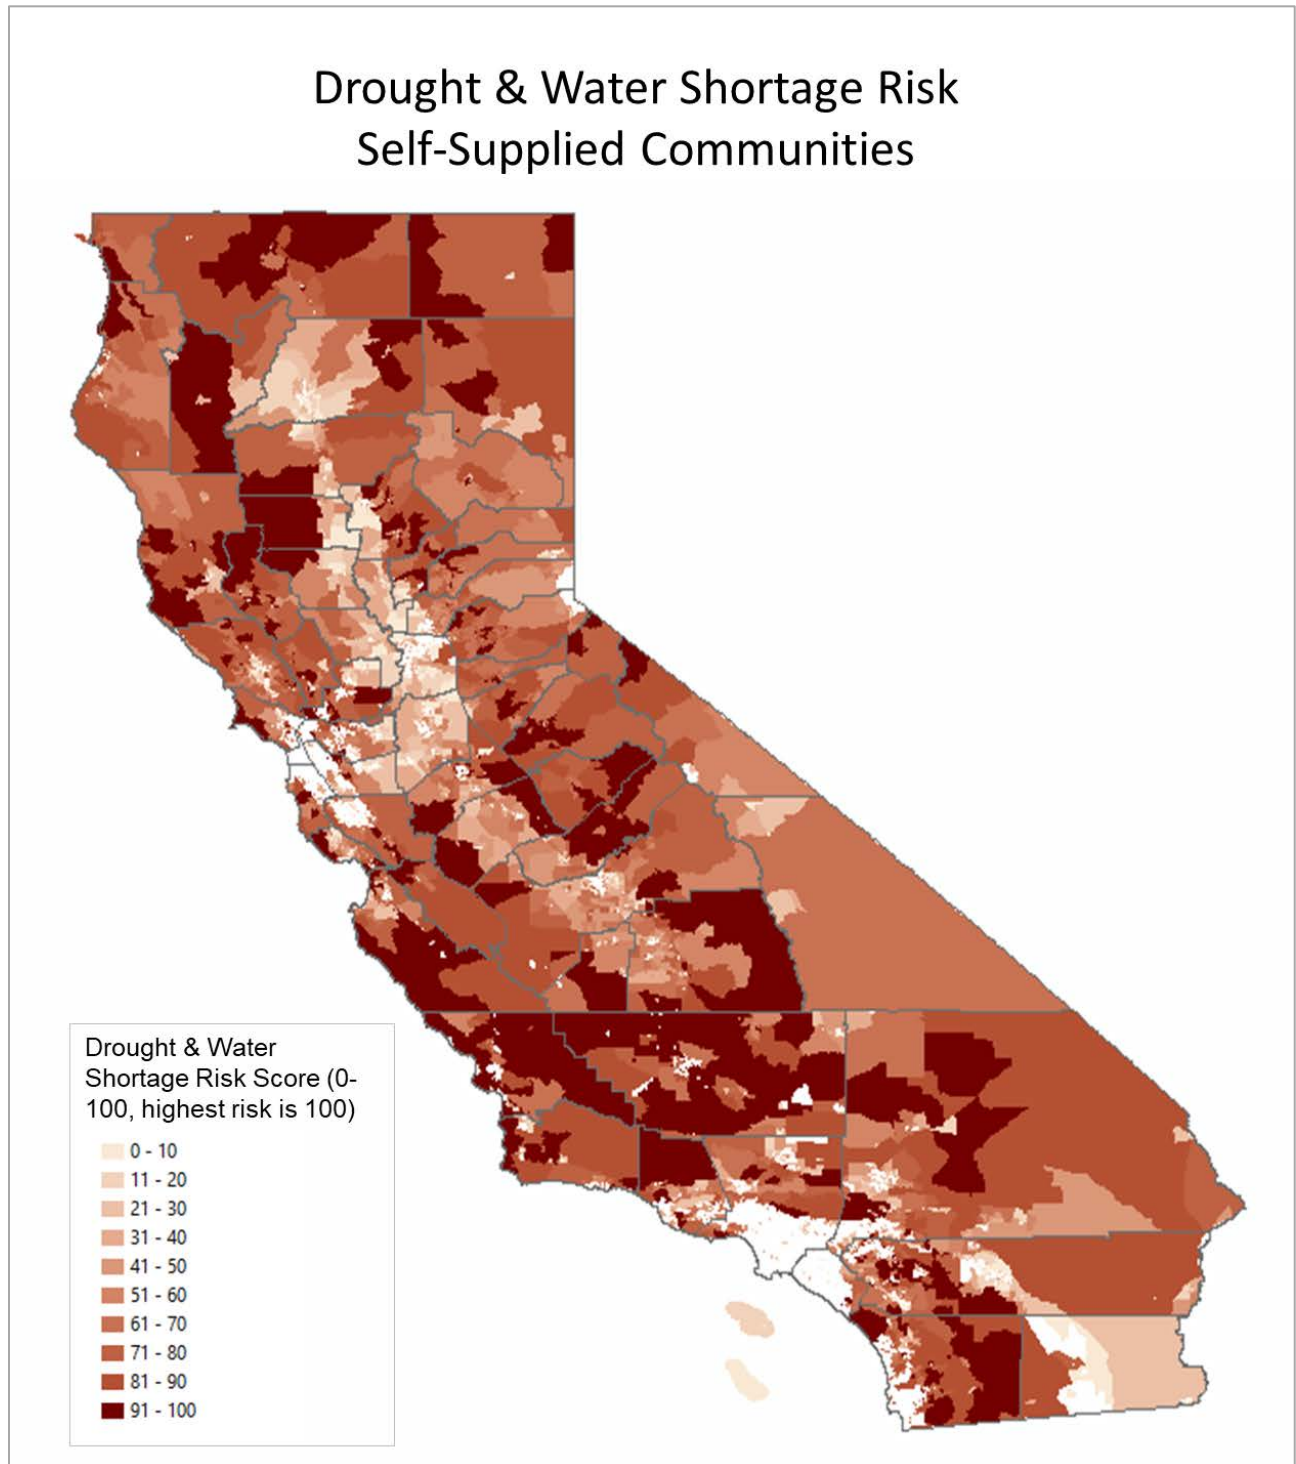 Drought & Water Shortage Risk
Self-Supplied Communities
Drought & Water
Shortage Risk Score (0-
100, highest risk is 100)
0 - 10
11 - 20
21 - 30
31 - 40
41 - 50
51 - 60
61 - 70
71 - 80
81 - 90
91 - 100